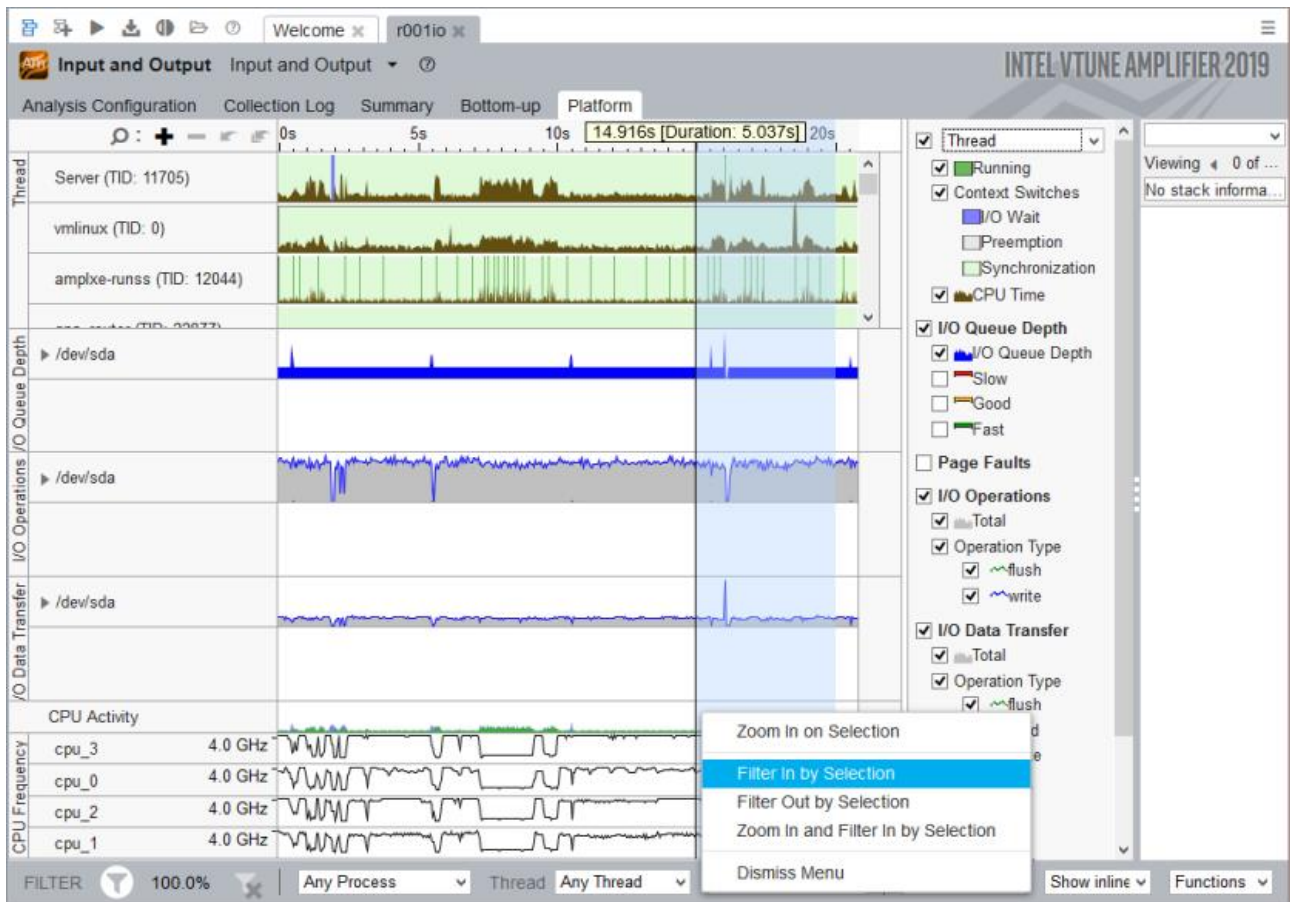 Welcome
r001io
Input and Output Input and Output
INTEL VTUNE AMPLIFIER 2019
Analysis Configuration Collection Log Summary Bottom-up Platform
0s 5s 10s 14.916s [Duration: 5.037s] 20s
Thread
Server (TID: 11705)
vmlinux (TID: 0)
amplxe-runss (TID: 12044)
I/O Queue Depth
/dev/sda
I/O Operations
/dev/sda
I/O Data Transfer
/dev/sda
CPU Activity
CPU Frequency
cpu_3 4.0 GHz
cpu_0 4.0 GHz
cpu_2 4.0 GHz
cpu_1 4.0 GHz
Thread
Running
Context Switches
I/O Wait
Preemption
Synchronization
CPU Time
I/O Queue Depth
I/O Queue Depth
Slow
Good
Fast
Page Faults
I/O Operations
Total
Operation Type
flush
write
I/O Data Transfer
Total
Operation Type
flush
Viewing 0 of ...
No stack informa...
Zoom In on Selection
Filter In by Selection
Filter Out by Selection
Zoom In and Filter In by Selection
Dismiss Menu
FILTER 100.0% Any Process Thread Any Thread Show inline Functions